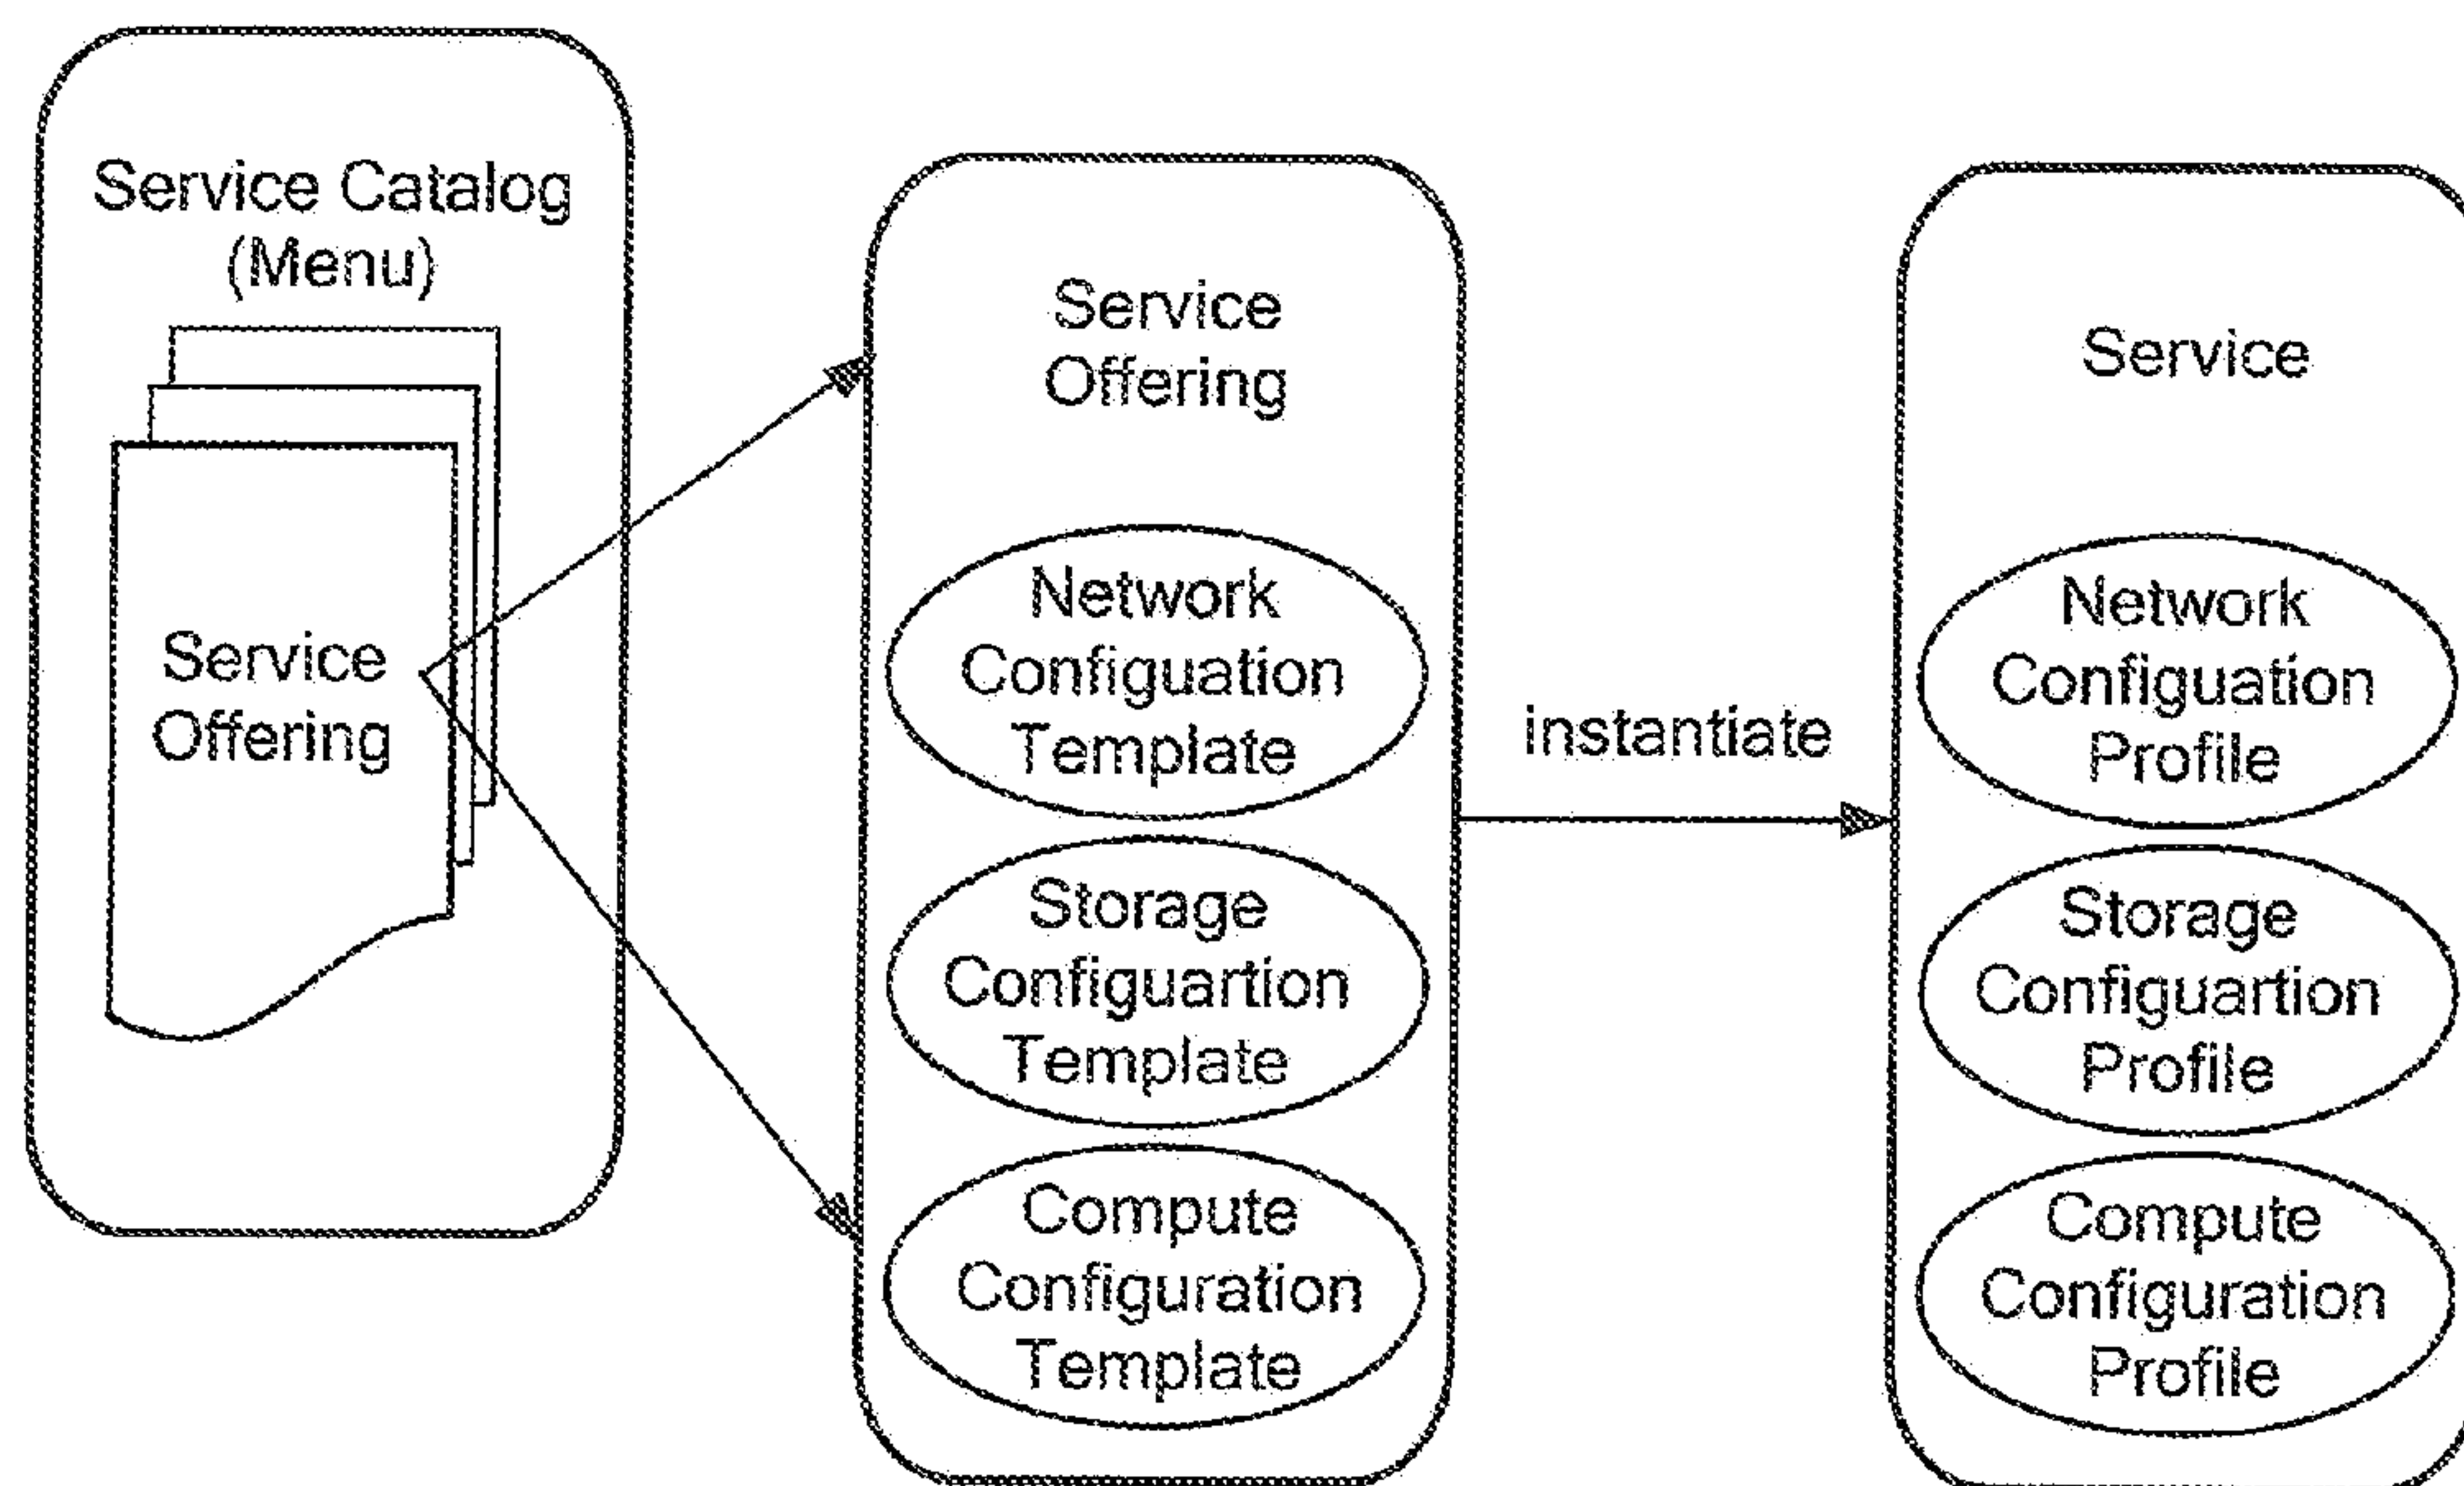 Service Catalog
(Menu)
Service
Offering
Service
Offering
Network
Configuation
Template
Storage
Configuartion
Template
Compute
Configuration
Template
instantiate
Service
Network
Configuation
Profile
Storage
Configuartion
Profile
Compute
Configuration
Profile